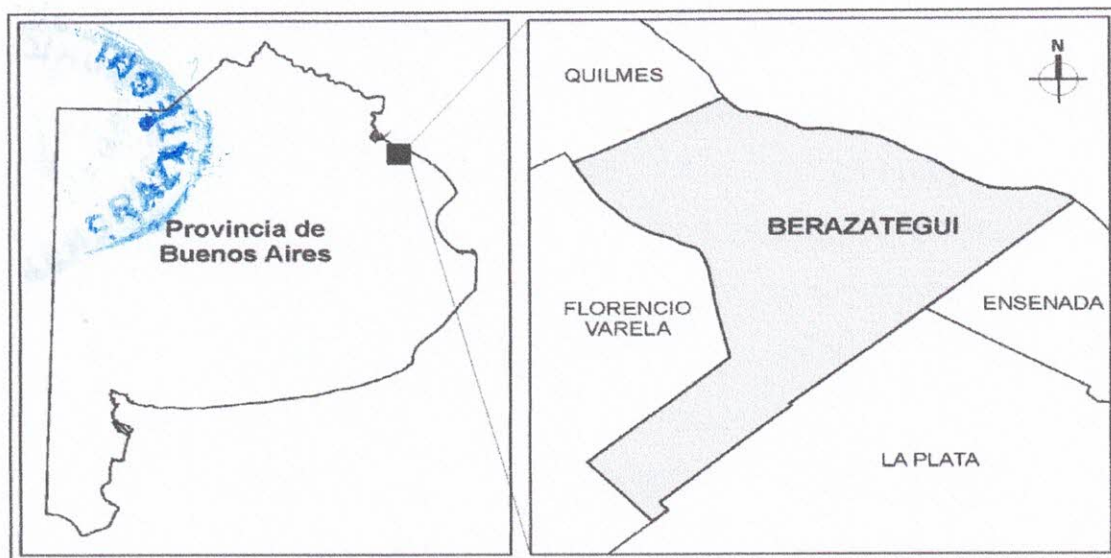 Provincia de
Buenos Aires
N
QUILMES
BERAZATEGUI
FLORENCIO
VARELA
ENSENADA
LA PLATA